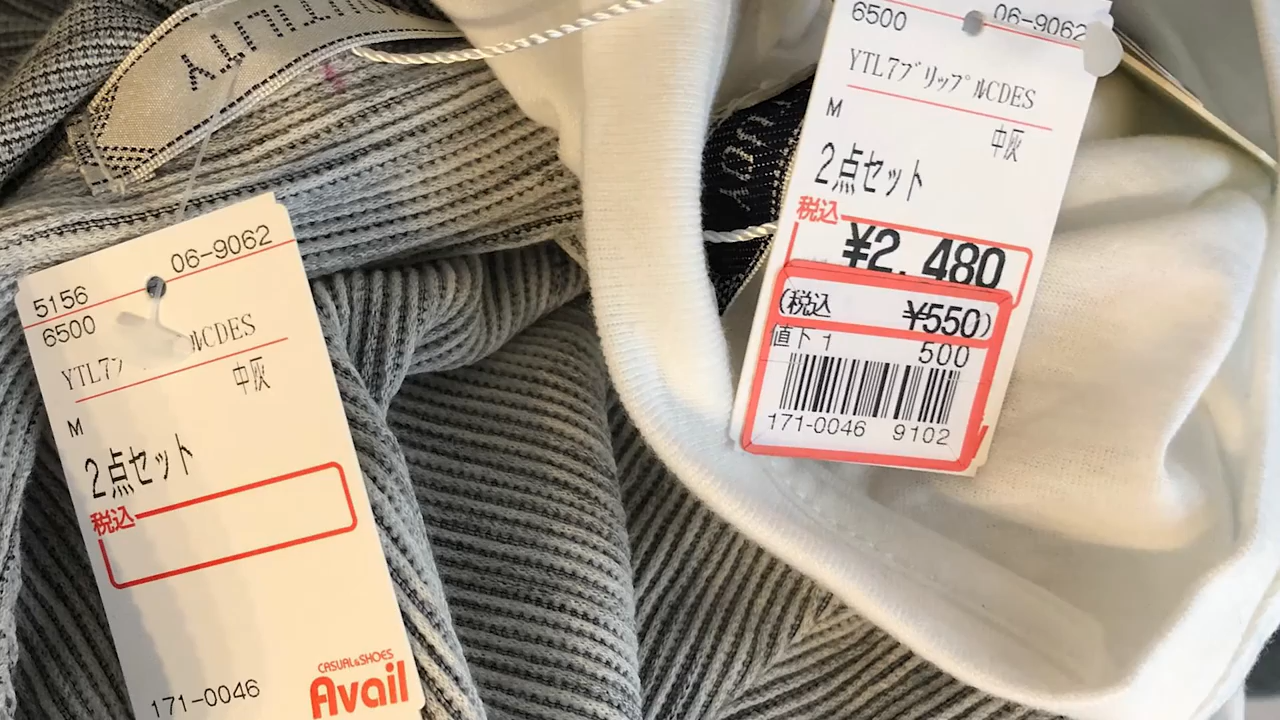 5156
06-9062
6500
YTL7
ルCDES
M
中灰
2点セット
税込
171-0046
CASUAL&SHOES
Avail
6500
06-9062
YTL7プリップルCDES
M
中灰
2点セット
税込
¥2,480
(税込 ¥550)
値下1 500
171-0046 9102